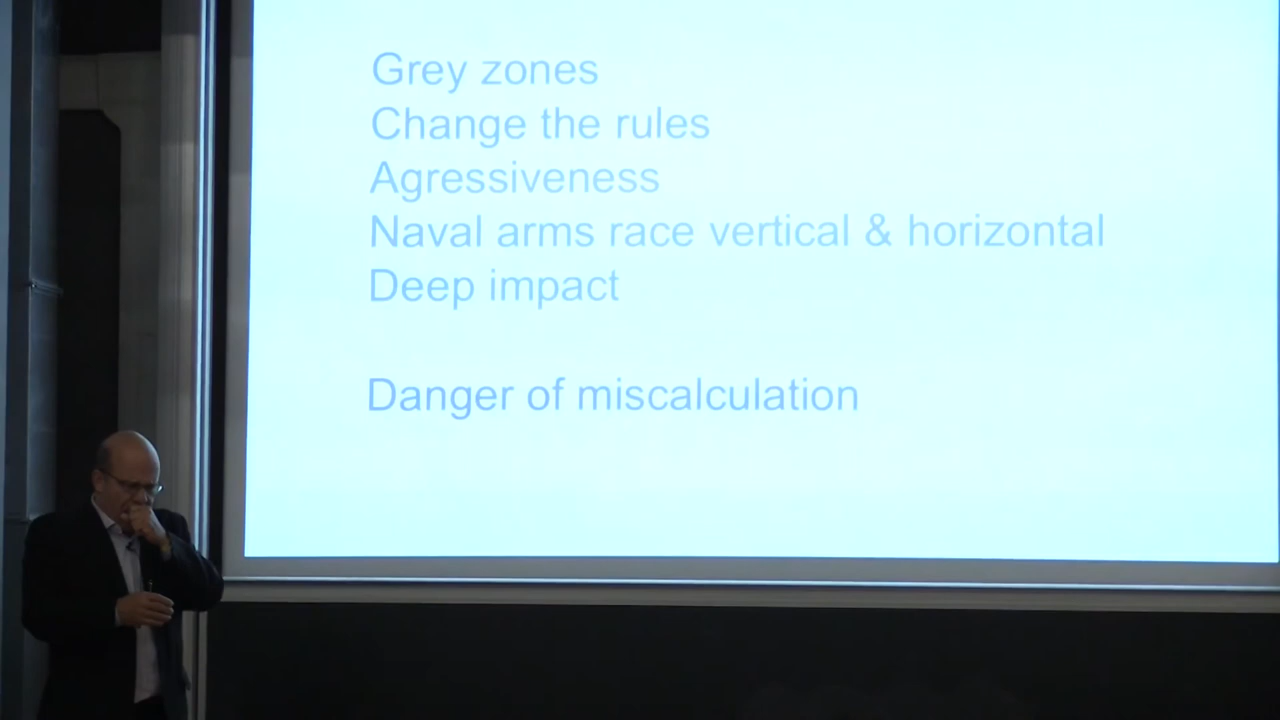 Grey zones
Change the rules
Agressiveness
Naval arms race vertical & horizontal
Deep impact
Danger of miscalculation